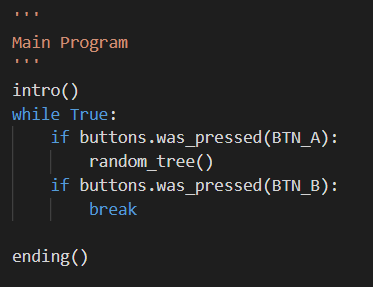 '''
Main Program
'''
intro()
while True:
    if buttons.was_pressed(BTN_A):
        random_tree()
    if buttons.was_pressed(BTN_B):
        break

ending()